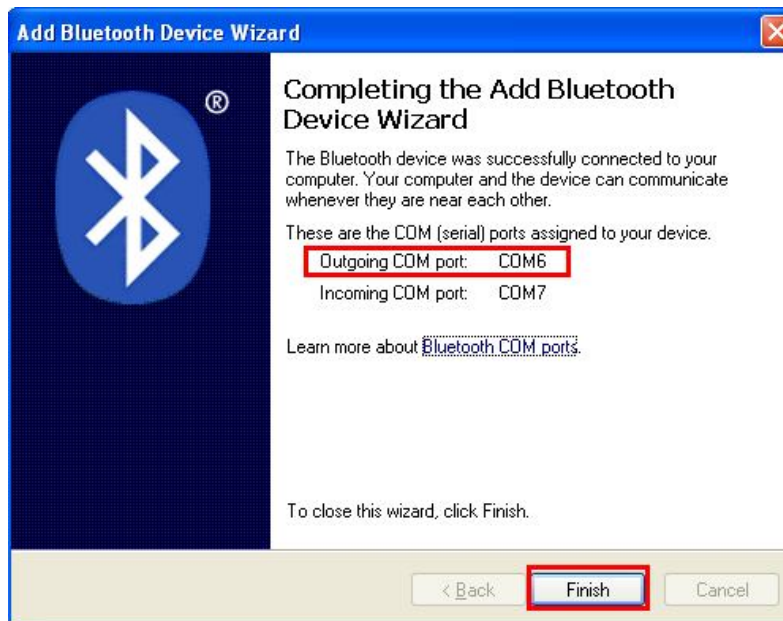 Add Bluetooth Device Wizard
®
Completing the Add Bluetooth
Device Wizard
The Bluetooth device was successfully connected to your
computer. Your computer and the device can communicate
whenever they are near each other.
These are the COM (serial) ports assigned to your device.
Outgoing COM port: COM6
Incoming COM port: COM7
Learn more about Bluetooth COM ports.
To close this wizard, click Finish.
< Back Finish Cancel